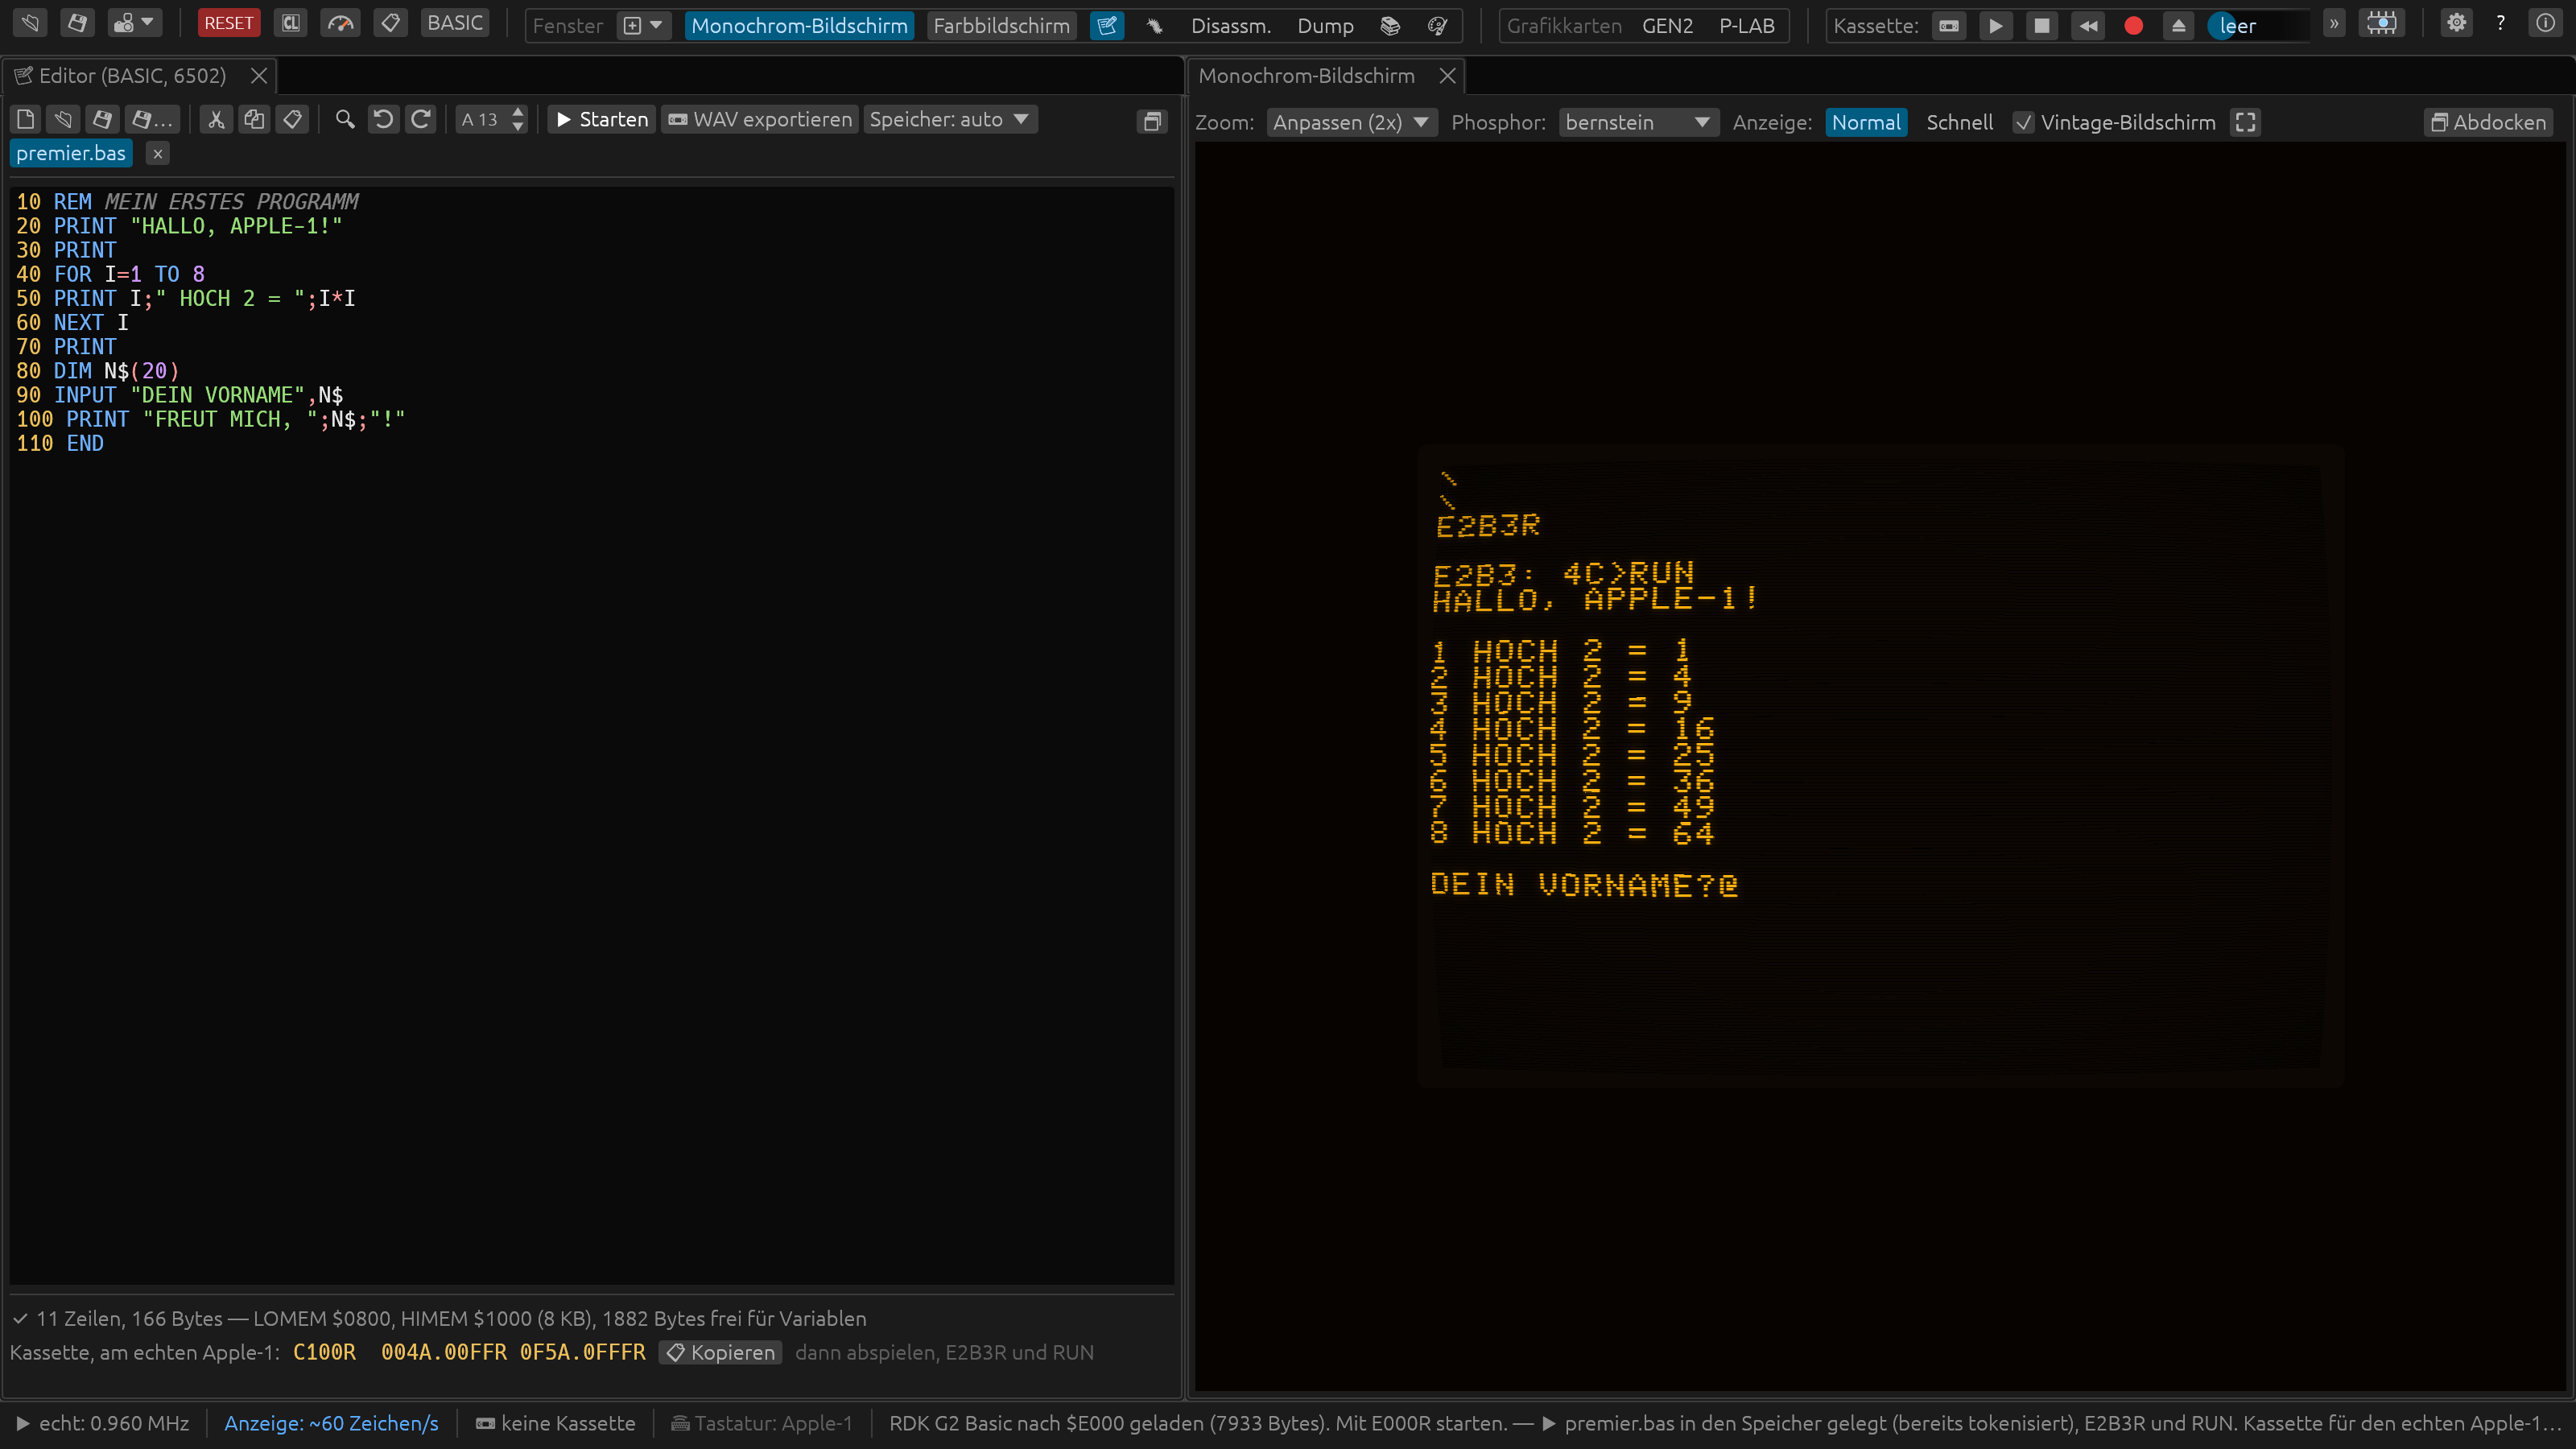 RESET BASIC Fenster Monochrom-Bildschirm Farbbildschirm Disassm. Dump Grafikkarten GEN2 P-LAB Kassette: leer » ?
Editor (BASIC, 6502)
A 13 Starten WAV exportieren Speicher: auto
premier.bas x
10 REM MEIN ERSTES PROGRAMM
20 PRINT "HALLO, APPLE-1!"
30 PRINT
40 FOR I=1 TO 8
50 PRINT I;" HOCH 2 = ";I*I
60 NEXT I
70 PRINT
80 DIM N$(20)
90 INPUT "DEIN VORNAME",N$
100 PRINT "FREUT MICH, ";N$;"!"
110 END
✓ 11 Zeilen, 166 Bytes — LOMEM $0800, HIMEM $1000 (8 KB), 1882 Bytes frei für Variablen
Kassette, am echten Apple-1: C100R 004A.00FFR 0F5A.0FFFR Kopieren dann abspielen, E2B3R und RUN
Monochrom-Bildschirm
Zoom: Anpassen (2x) Phosphor: bernstein Anzeige: Normal Schnell Vintage-Bildschirm Abdocken
\
\
E2B3R
E2B3: 4C>RUN
HALLO, APPLE-1!
1 HOCH 2 = 1
2 HOCH 2 = 4
3 HOCH 2 = 9
4 HOCH 2 = 16
5 HOCH 2 = 25
6 HOCH 2 = 36
7 HOCH 2 = 49
8 HOCH 2 = 64
DEIN VORNAME?@
echt: 0.960 MHz Anzeige: ~60 Zeichen/s keine Kassette Tastatur: Apple-1 RDK G2 Basic nach $E000 geladen (7933 Bytes). Mit E000R starten. — ▶ premier.bas in den Speicher gelegt (bereits tokenisiert), E2B3R und RUN. Kassette für den echten Apple-1…